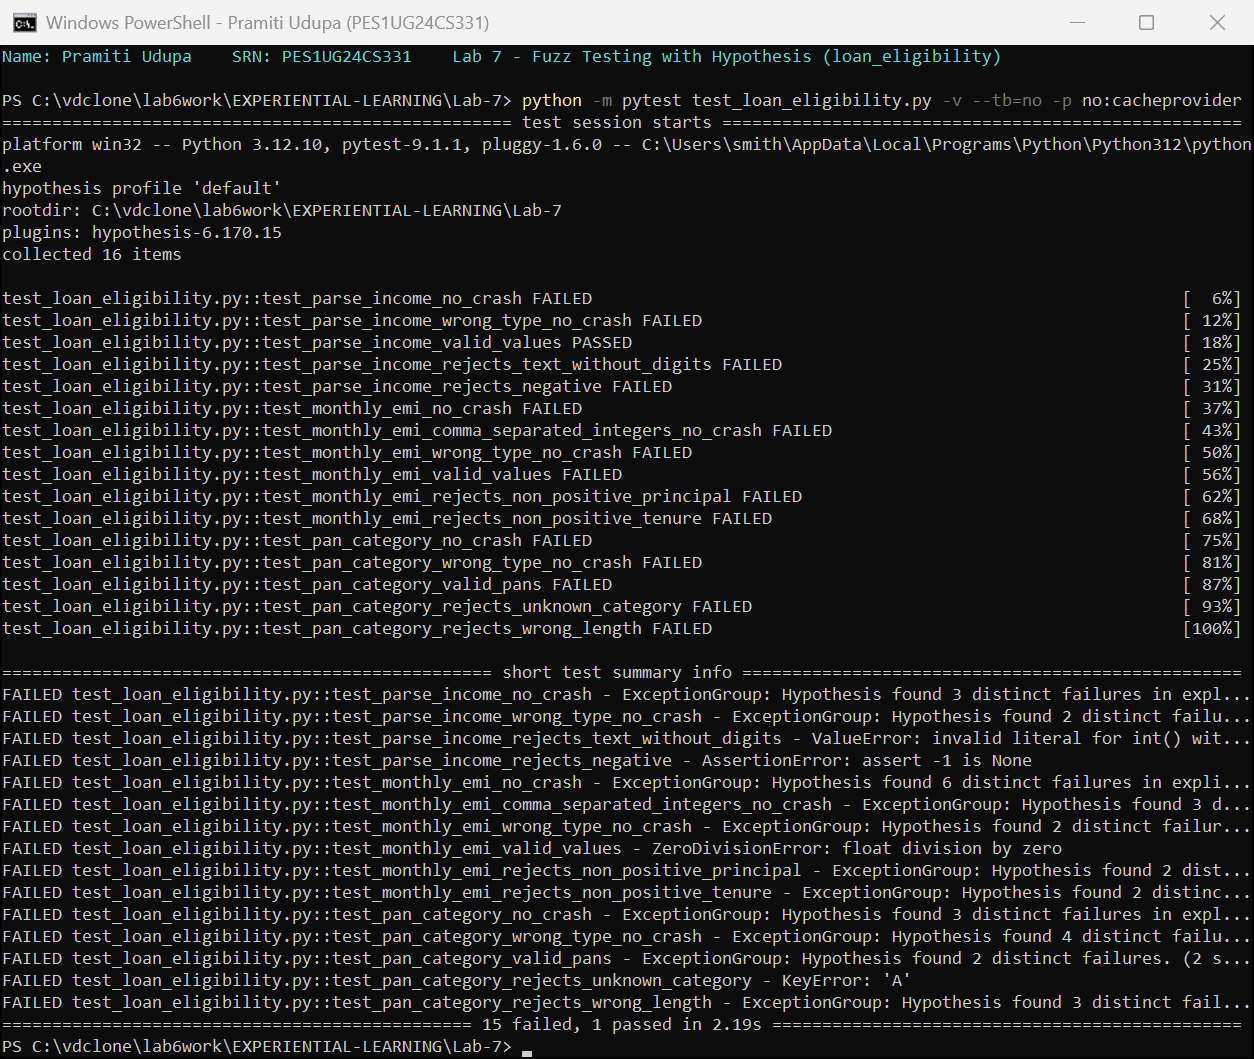 Windows PowerShell - Pramiti Udupa (PES1UG24CS331)
Name: Pramiti Udupa    SRN: PES1UG24CS331    Lab 7 - Fuzz Testing with Hypothesis (loan_eligibility)
PS C:\vdclone\lab6work\EXPERIENTIAL-LEARNING\Lab-7> python -m pytest test_loan_eligibility.py -v --tb=no -p no:cacheprovider
=================================================== test session starts ====================================================
platform win32 -- Python 3.12.10, pytest-9.1.1, pluggy-1.6.0 -- C:\Users\smith\AppData\Local\Programs\Python\Python312\python
.exe
hypothesis profile 'default'
rootdir: C:\vdclone\lab6work\EXPERIENTIAL-LEARNING\Lab-7
plugins: hypothesis-6.170.15
collected 16 items
test_loan_eligibility.py::test_parse_income_no_crash FAILED [  6%]
test_loan_eligibility.py::test_parse_income_wrong_type_no_crash FAILED [ 12%]
test_loan_eligibility.py::test_parse_income_valid_values PASSED [ 18%]
test_loan_eligibility.py::test_parse_income_rejects_text_without_digits FAILED [ 25%]
test_loan_eligibility.py::test_parse_income_rejects_negative FAILED [ 31%]
test_loan_eligibility.py::test_monthly_emi_no_crash FAILED [ 37%]
test_loan_eligibility.py::test_monthly_emi_comma_separated_integers_no_crash FAILED [ 43%]
test_loan_eligibility.py::test_monthly_emi_wrong_type_no_crash FAILED [ 50%]
test_loan_eligibility.py::test_monthly_emi_valid_values FAILED [ 56%]
test_loan_eligibility.py::test_monthly_emi_rejects_non_positive_principal FAILED [ 62%]
test_loan_eligibility.py::test_monthly_emi_rejects_non_positive_tenure FAILED [ 68%]
test_loan_eligibility.py::test_pan_category_no_crash FAILED [ 75%]
test_loan_eligibility.py::test_pan_category_wrong_type_no_crash FAILED [ 81%]
test_loan_eligibility.py::test_pan_category_valid_pans FAILED [ 87%]
test_loan_eligibility.py::test_pan_category_rejects_unknown_category FAILED [ 93%]
test_loan_eligibility.py::test_pan_category_rejects_wrong_length FAILED [100%]
================================================= short test summary info ==================================================
FAILED test_loan_eligibility.py::test_parse_income_no_crash - ExceptionGroup: Hypothesis found 3 distinct failures in expl...
FAILED test_loan_eligibility.py::test_parse_income_wrong_type_no_crash - ExceptionGroup: Hypothesis found 2 distinct failu...
FAILED test_loan_eligibility.py::test_parse_income_rejects_text_without_digits - ValueError: invalid literal for int() wit...
FAILED test_loan_eligibility.py::test_parse_income_rejects_negative - AssertionError: assert -1 is None
FAILED test_loan_eligibility.py::test_monthly_emi_no_crash - ExceptionGroup: Hypothesis found 6 distinct failures in expli...
FAILED test_loan_eligibility.py::test_monthly_emi_comma_separated_integers_no_crash - ExceptionGroup: Hypothesis found 3 d...
FAILED test_loan_eligibility.py::test_monthly_emi_wrong_type_no_crash - ExceptionGroup: Hypothesis found 2 distinct failur...
FAILED test_loan_eligibility.py::test_monthly_emi_valid_values - ZeroDivisionError: float division by zero
FAILED test_loan_eligibility.py::test_monthly_emi_rejects_non_positive_principal - ExceptionGroup: Hypothesis found 2 dist...
FAILED test_loan_eligibility.py::test_monthly_emi_rejects_non_positive_tenure - ExceptionGroup: Hypothesis found 2 distinc...
FAILED test_loan_eligibility.py::test_pan_category_no_crash - ExceptionGroup: Hypothesis found 3 distinct failures in expl...
FAILED test_loan_eligibility.py::test_pan_category_wrong_type_no_crash - ExceptionGroup: Hypothesis found 4 distinct failu...
FAILED test_loan_eligibility.py::test_pan_category_valid_pans - ExceptionGroup: Hypothesis found 2 distinct failures. (2 s...
FAILED test_loan_eligibility.py::test_pan_category_rejects_unknown_category - KeyError: 'A'
FAILED test_loan_eligibility.py::test_pan_category_rejects_wrong_length - ExceptionGroup: Hypothesis found 3 distinct fail...
=============================================== 15 failed, 1 passed in 2.19s ===============================================
PS C:\vdclone\lab6work\EXPERIENTIAL-LEARNING\Lab-7>